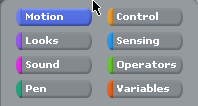 Motion Control
Looks Sensing
Sound Operators
Pen Variables